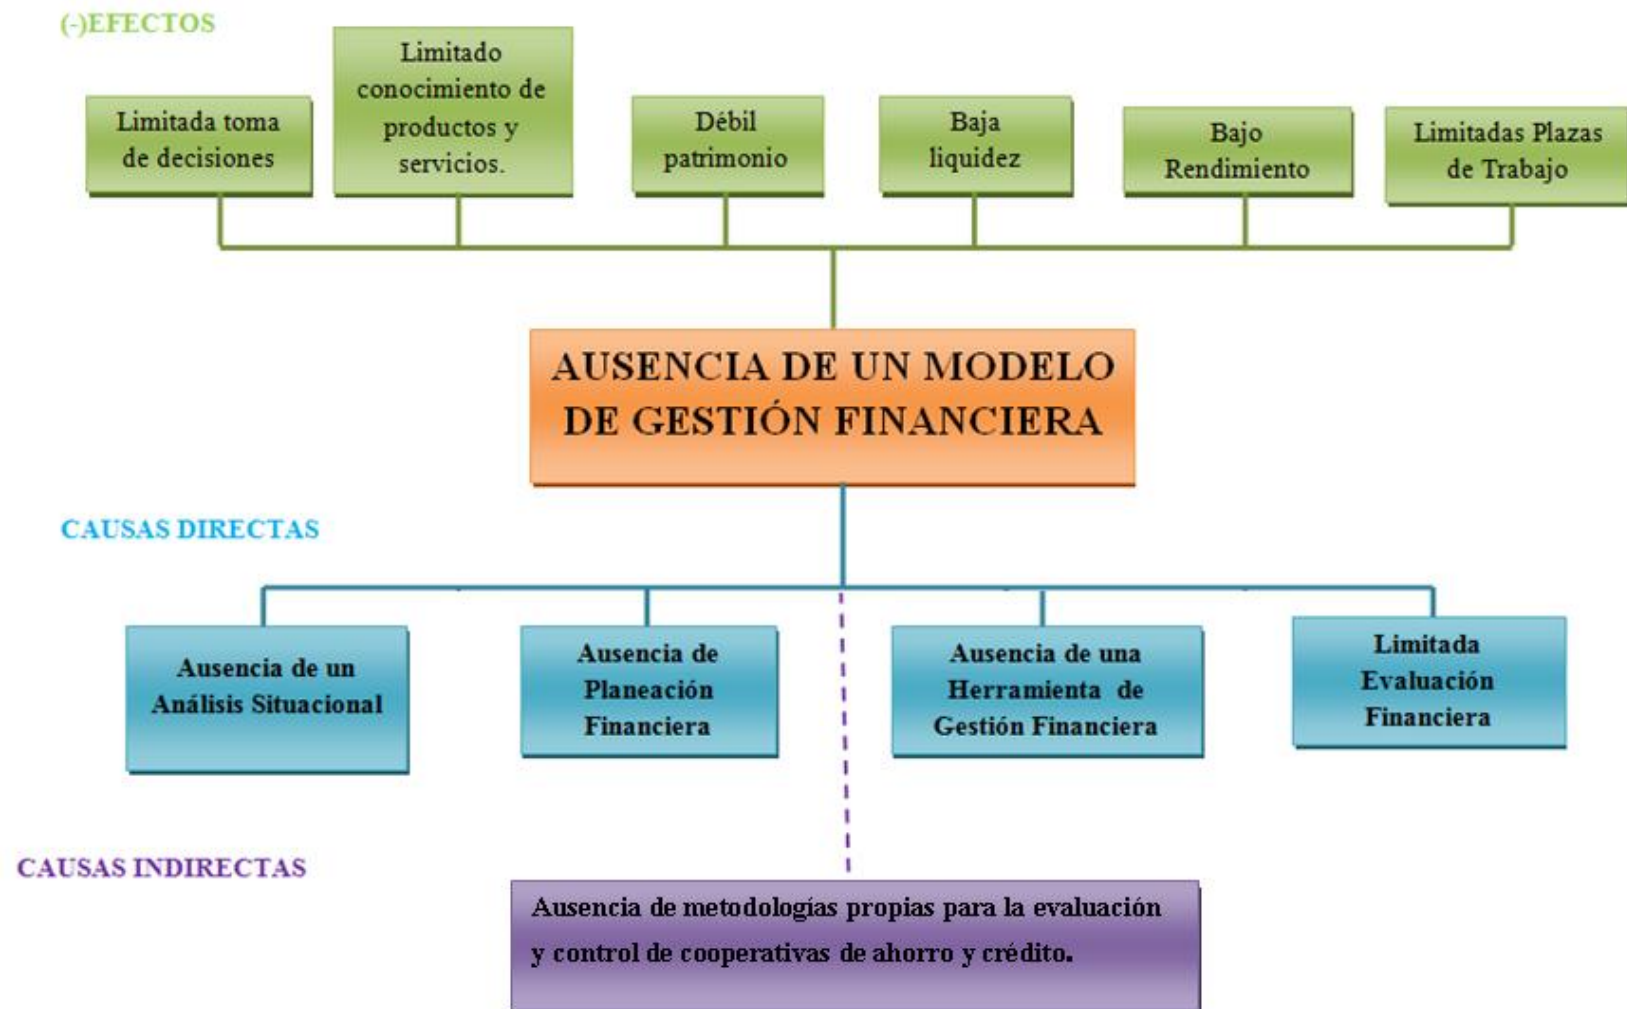 (-)EFECTOS
Limitada toma
de decisiones
Limitado
conocimiento de
productos y
servicios.
Débil
patrimonio
Baja
liquidez
Bajo
Rendimiento
Limitadas Plazas
de Trabajo
AUSENCIA DE UN MODELO
DE GESTIÓN FINANCIERA
CAUSAS DIRECTAS
Ausencia de un
Análisis Situacional
Ausencia de
Planeación
Financiera
Ausencia de una
Herramienta de
Gestión Financiera
Limitada
Evaluación
Financiera
CAUSAS INDIRECTAS
Ausencia de metodologías propias para la evaluación
y control de cooperativas de ahorro y crédito.